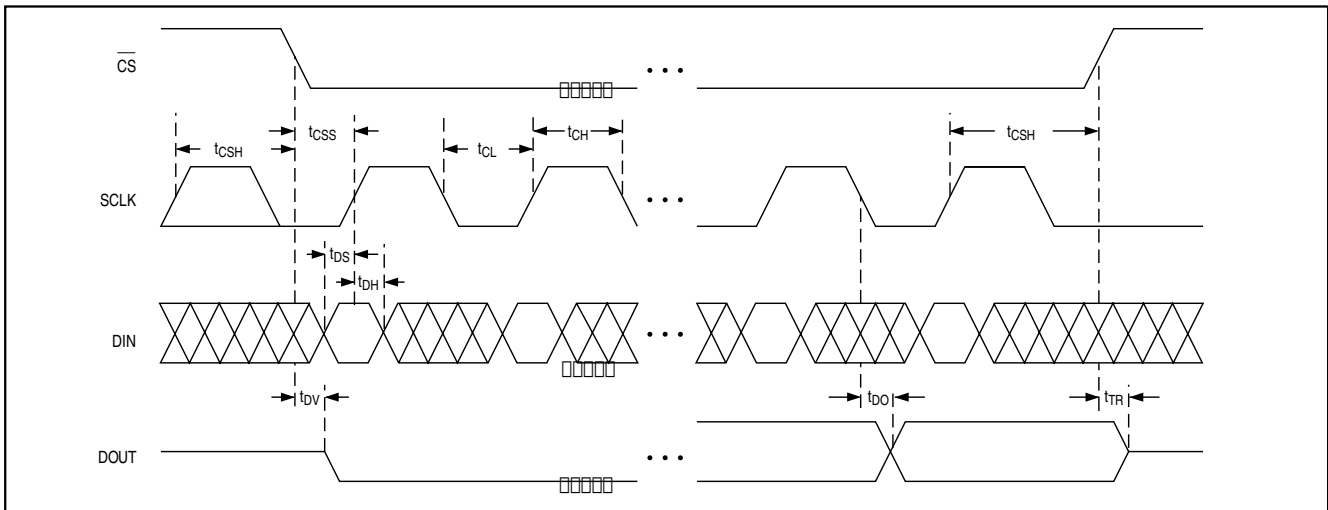 CS
tCSS
tCH
tCSH
tCSH
tCL
SCLK
tDS
tDH
DIN
tDV
tDO
tTR
DOUT